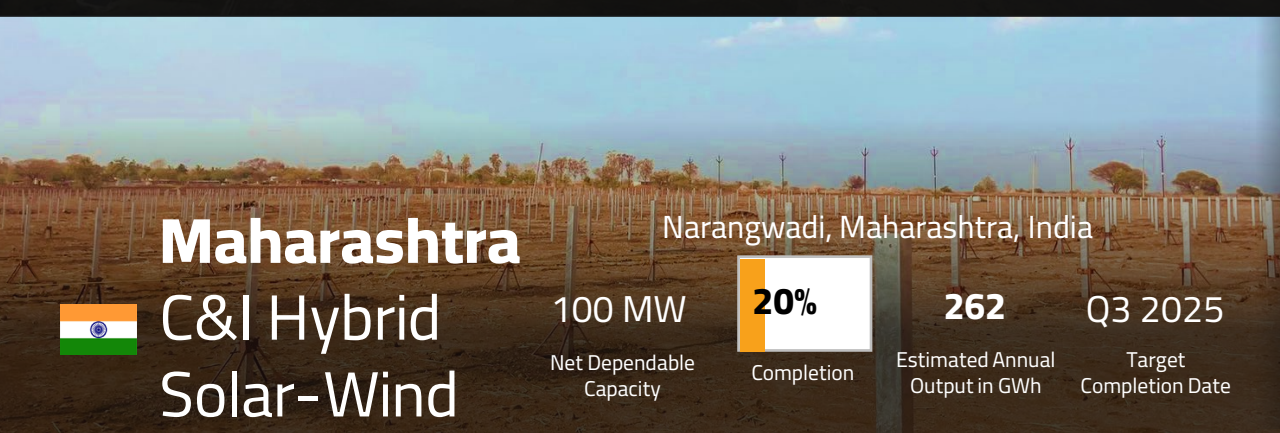 Maharashtra
C&I Hybrid
Solar-Wind
Narangwadi, Maharashtra, India
100 MW
Net Dependable
Capacity
20%
Completion
262
Estimated Annual
Output in GWh
Q3 2025
Target
Completion Date